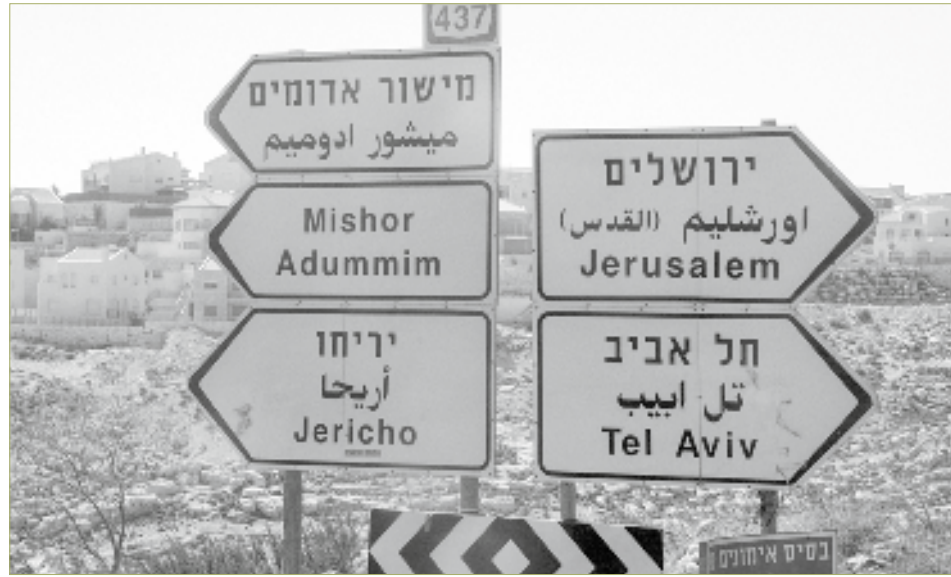 437
מישור אדומים
ميشور ادوميم
Mishor
Adummim
יריחו
أريحا
Jericho
ירושלים
اورشليم (القدس)
Jerusalem
תל אביב
تل ابيب
Tel Aviv
בסיס אימונים